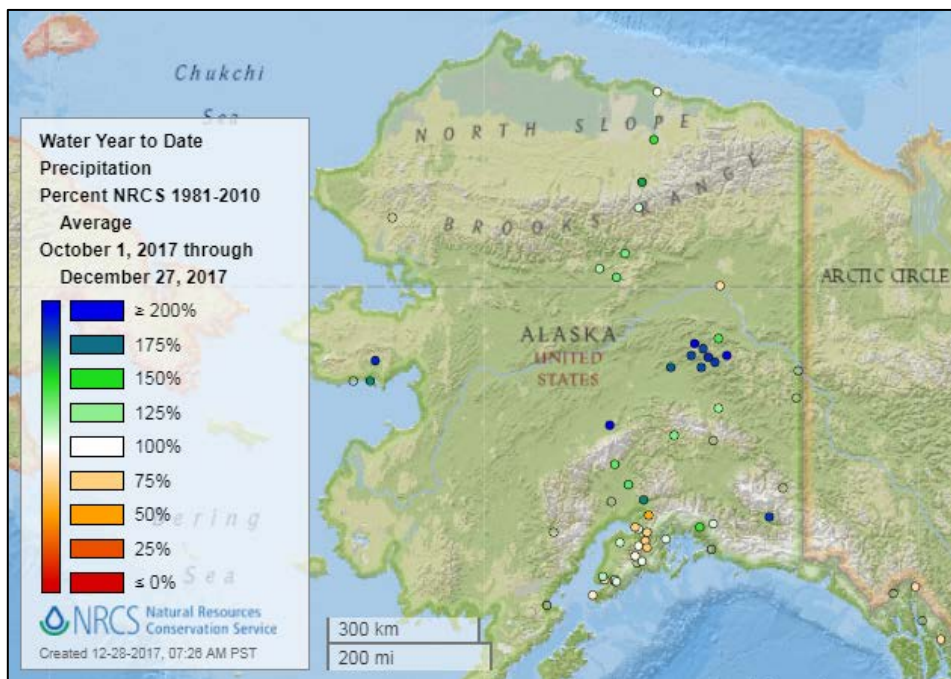 Chukchi
Sea
NORTH SLOPE
BROOKS RANGE
ARCTIC CIRCLE
ALASKA
UNITED
STATES
Bering
Sea
Water Year to Date
Precipitation
Percent NRCS 1981-2010
Average
October 1, 2017 through
December 27, 2017
≥ 200%
175%
150%
125%
100%
75%
50%
25%
≤ 0%
NRCS Natural Resources
Conservation Service
Created 12-28-2017, 07:26 AM PST
300 km
200 mi